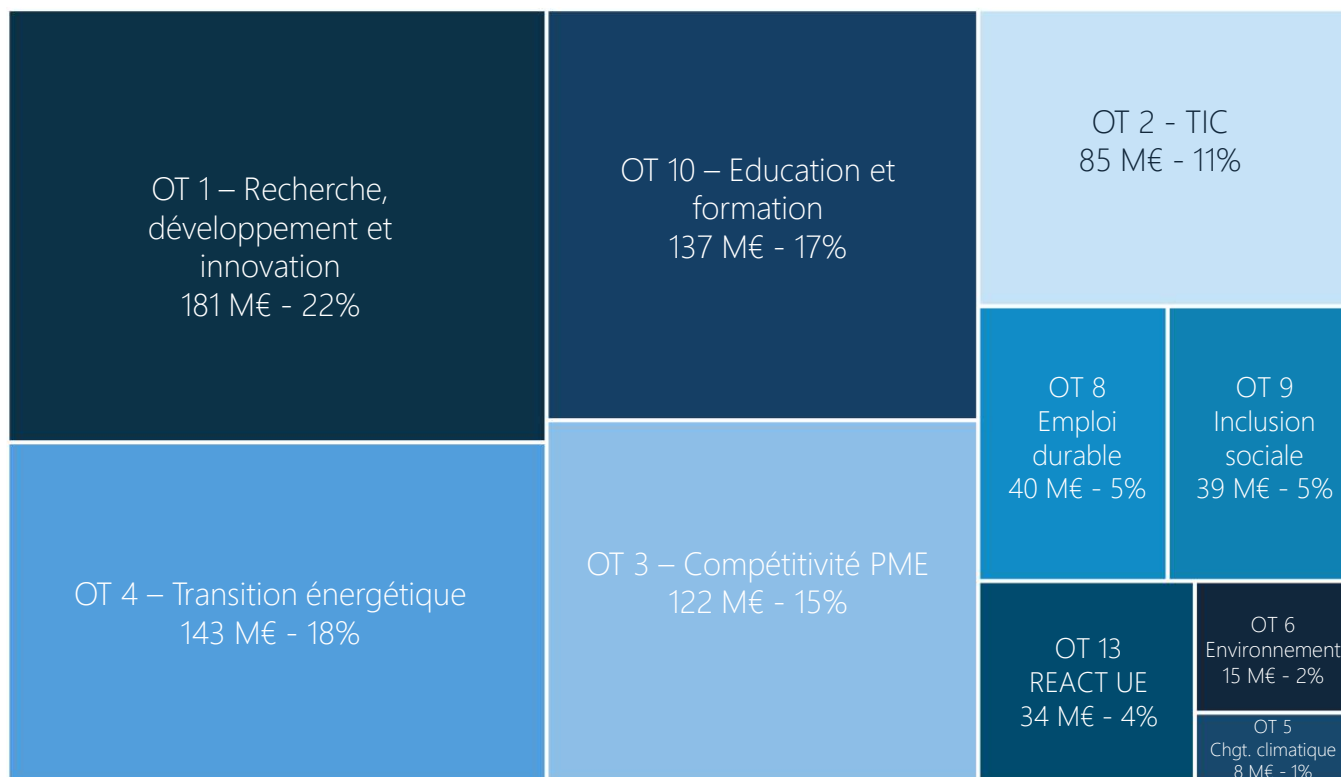 OT 1 – Recherche,
développement et
innovation
181 M€ - 22%
OT 10 – Education et
formation
137 M€ - 17%
OT 2 - TIC
85 M€ - 11%
OT 8
Emploi
durable
40 M€ - 5%
OT 9
Inclusion
sociale
39 M€ - 5%
OT 4 – Transition énergétique
143 M€ - 18%
OT 3 – Compétitivité PME
122 M€ - 15%
OT 13
REACT UE
34 M€ - 4%
OT 6
Environnement
15 M€ - 2%
OT 5
Chgt. climatique
8 M€ - 1%